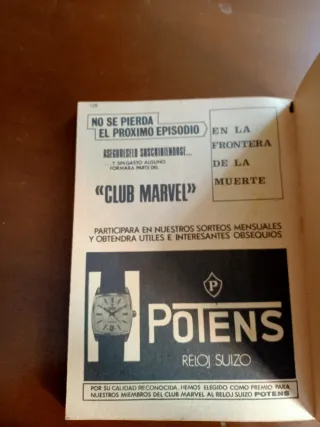 128
NO SE PIERDA
EL PROXIMO EPISODIO
ASEGURESELO SUSCRIBIENDOSE...
Y SIN GASTO ALGUNO
FORMARA PARTE DEL
«CLUB MARVEL»
EN LA
FRONTERA
DE LA
MUERTE
PARTICIPARA EN NUESTROS SORTEOS MENSUALES
Y OBTENDRA UTILES E INTERESANTES OBSEQUIOS
P
POTENS
RELOJ SUIZO
POR SU CALIDAD RECONOCIDA, HEMOS ELEGIDO COMO PREMIO PARA
NUESTROS MIEMBROS DEL CLUB MARVEL AL RELOJ SUIZO POTENS